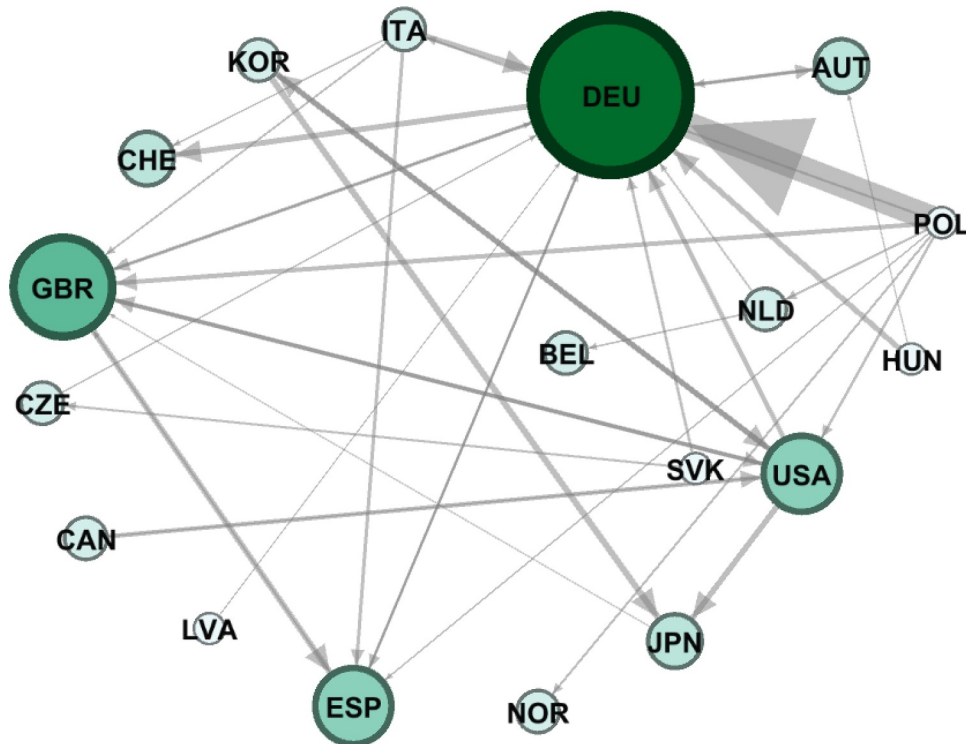 ITA
KOR
AUT
DEU
CHE
POL
GBR
NLD
BEL
HUN
CZE
SVK
USA
CAN
LVA
JPN
ESP
NOR